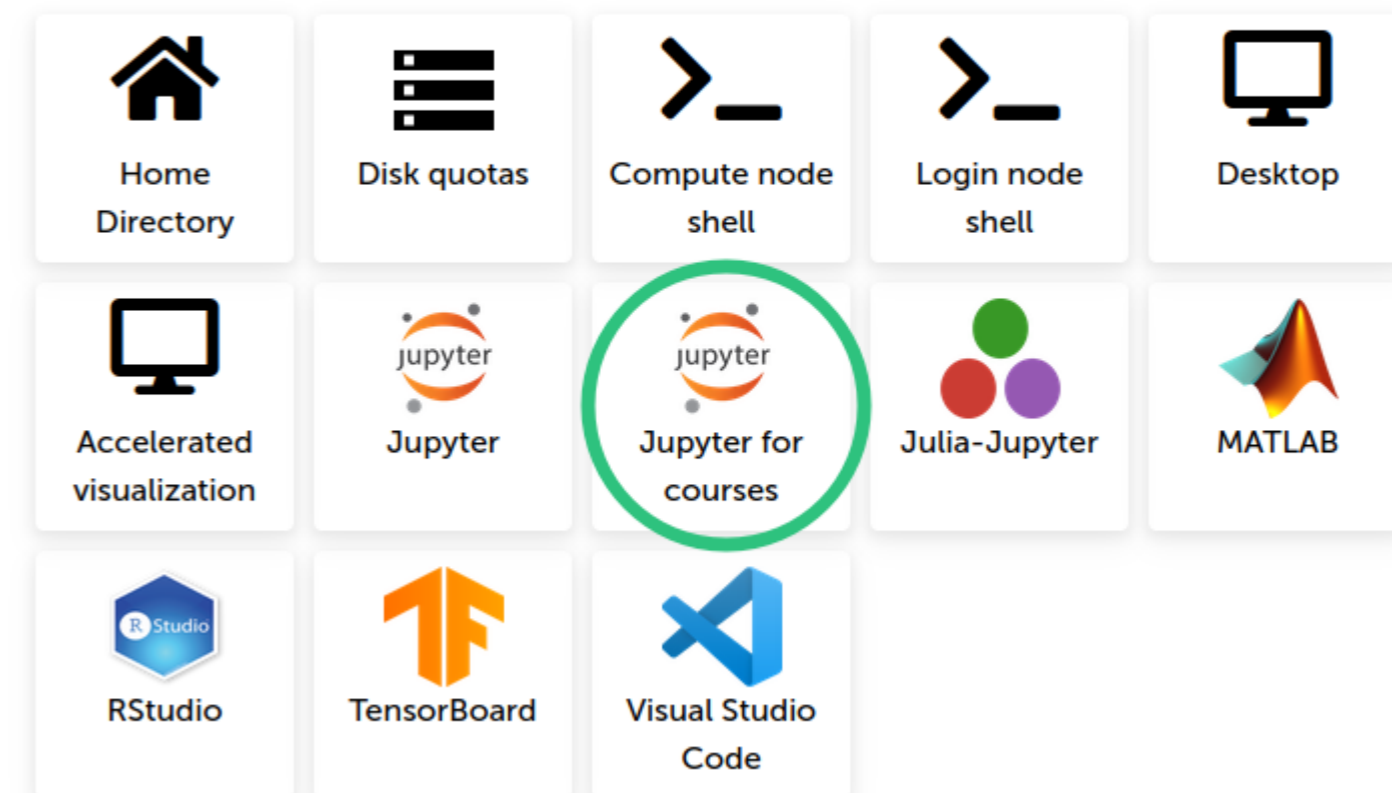 Home
Directory
Disk quotas
Compute node
shell
Login node
shell
Desktop
jupyter
jupyter
Accelerated
visualization
Jupyter
Jupyter for
courses
Julia-Jupyter
MATLAB
R Studio
RStudio
TensorBoard
Visual Studio
Code